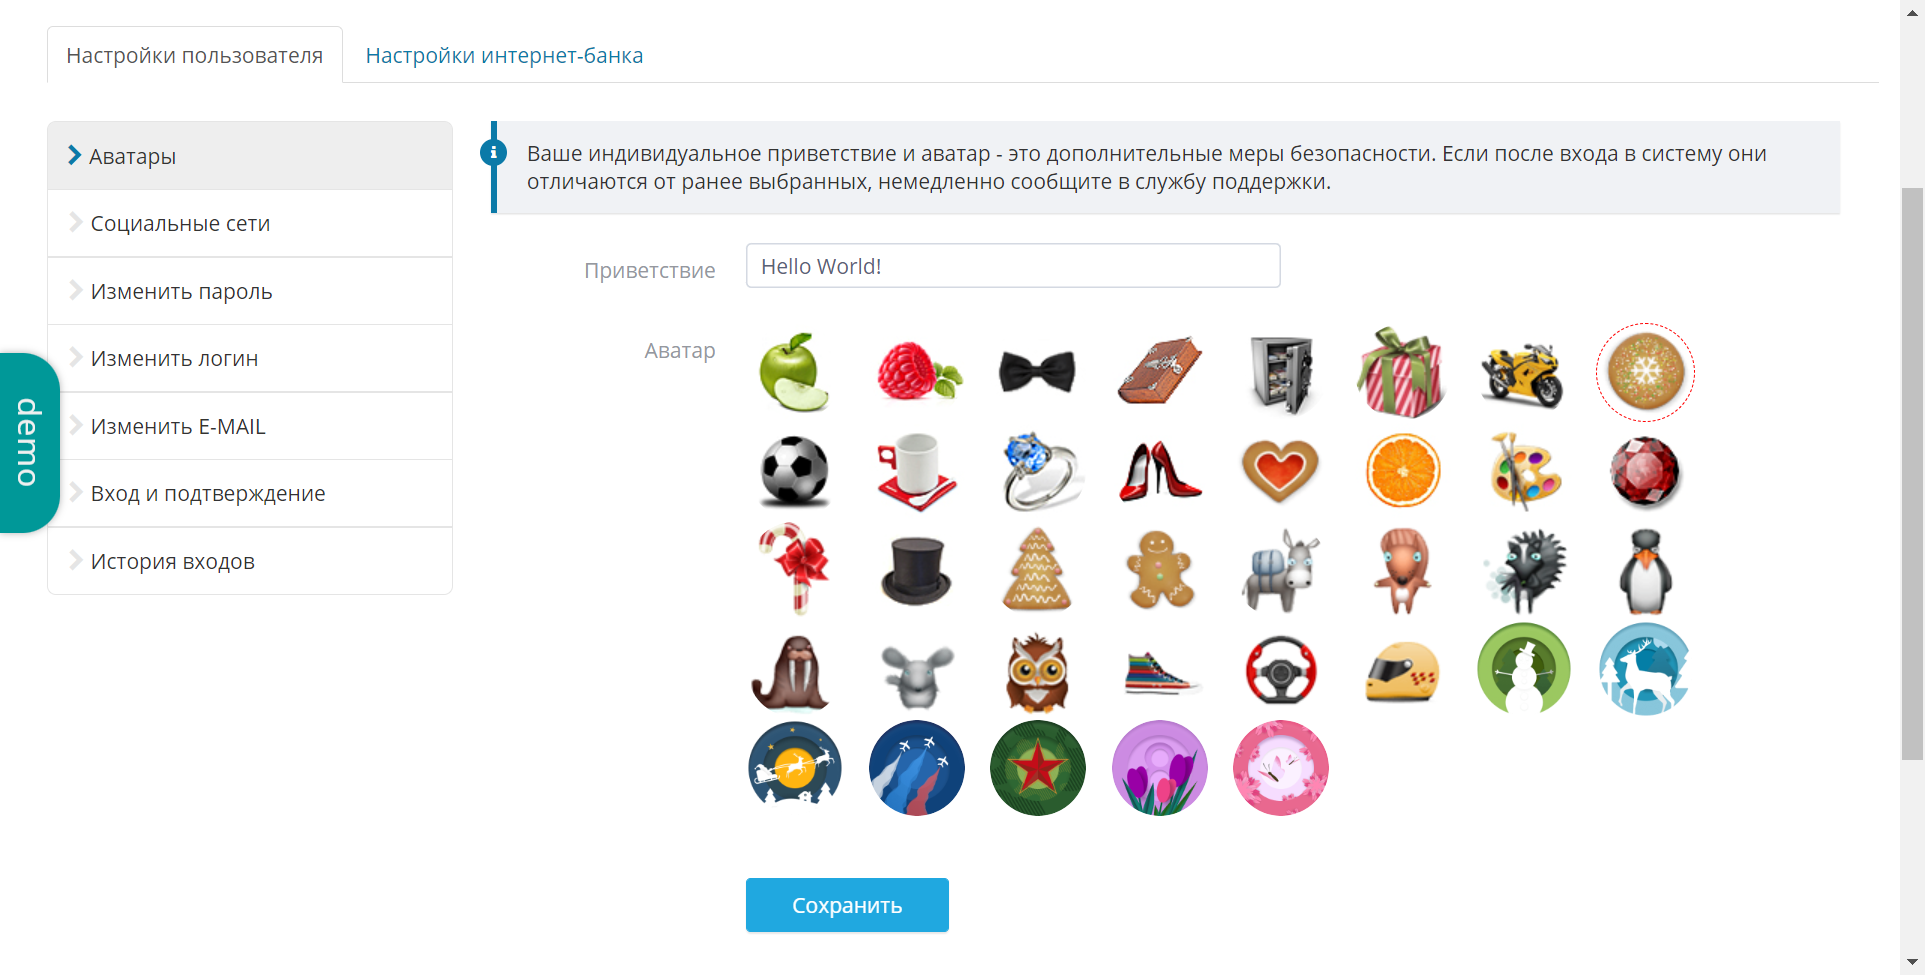 Настройки пользователя
Настройки интернет-банка
Аватары
Социальные сети
Изменить пароль
Изменить логин
Изменить E-MAIL
Вход и подтверждение
История входов
demo
Ваше индивидуальное приветствие и аватар - это дополнительные меры безопасности. Если после входа в систему они
отличаются от ранее выбранных, немедленно сообщите в службу поддержки.
Приветствие
Hello World!
Аватар
Сохранить